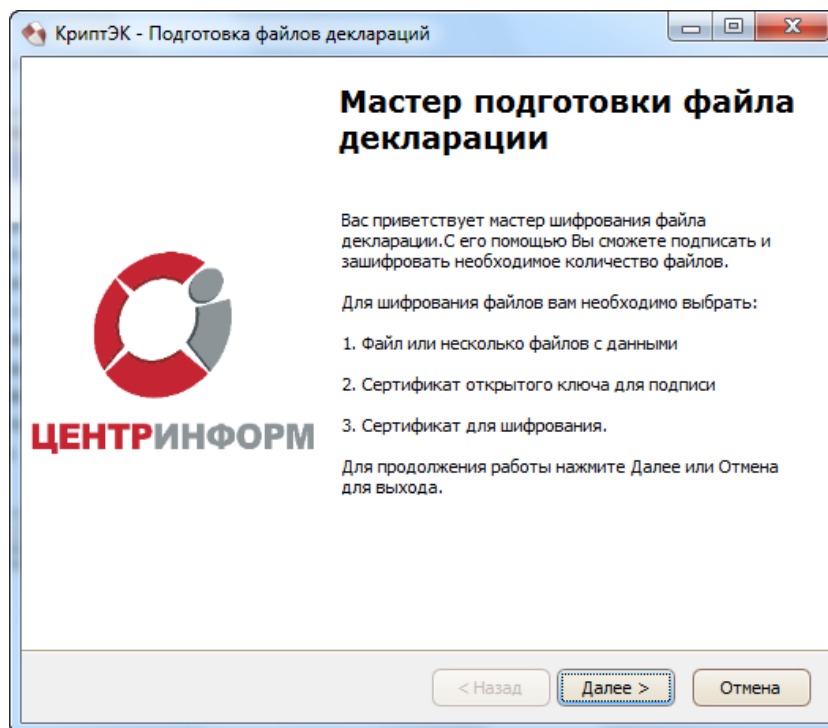 КриптЭК - Подготовка файлов деклараций
Мастер подготовки файла
декларации
Вас приветствует мастер шифрования файла
декларации.С его помощью Вы сможете подписать и
зашифровать необходимое количество файлов.
Для шифрования файлов вам необходимо выбрать:
1. Файл или несколько файлов с данными
2. Сертификат открытого ключа для подписи
3. Сертификат для шифрования.
Для продолжения работы нажмите Далее или Отмена
для выхода.
ЦЕНТРИНФОРМ
< Назад
Далее >
Отмена